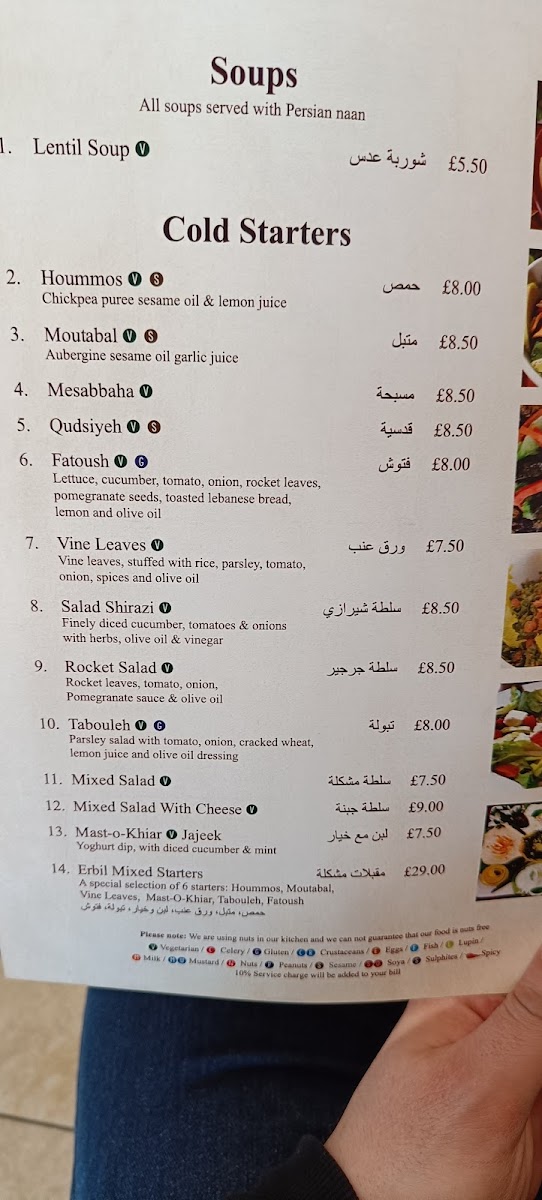 Soups
All soups served with Persian naan
1. Lentil Soup V شوربة عدس £5.50
Cold Starters
2. Hoummos V S حمص £8.00
Chickpea puree sesame oil & lemon juice
3. Moutabal V S متبل £8.50
Aubergine sesame oil garlic juice
4. Mesabbaha V مسبحة £8.50
5. Qudsiyeh V S قدسية £8.50
6. Fatoush V G فتوش £8.00
Lettuce, cucumber, tomato, onion, rocket leaves,
pomegranate seeds, toasted lebanese bread,
lemon and olive oil
7. Vine Leaves V ورق عنب £7.50
Vine leaves, stuffed with rice, parsley, tomato,
onion, spices and olive oil
8. Salad Shirazi V سلطة شيرازي £8.50
Finely diced cucumber, tomatoes & onions
with herbs, olive oil & vinegar
9. Rocket Salad V سلطة جرجير £8.50
Rocket leaves, tomato, onion,
Pomegranate sauce & olive oil
10. Tabouleh V G تبولة £8.00
Parsley salad with tomato, onion, cracked wheat,
lemon juice and olive oil dressing
11. Mixed Salad V سلطة مشكلة £7.50
12. Mixed Salad With Cheese V سلطة جبنة £9.00
13. Mast-o-Khiar V Jajeek لبن مع خيار £7.50
Yoghurt dip, with diced cucumber & mint
14. Erbil Mixed Starters مقبلات مشكلة £29.00
A special selection of 6 starters: Hoummos, Moutabal,
Vine Leaves, Mast-O-Khiar, Tabouleh, Fatoush
حمص، متبل، ورق عنب، لبن وخيار، تبولة، فتوش
Please note: We are using nuts in our kitchen and we can not guarantee that our food is nuts free
V Vegetarian / Celery / G Gluten / Crustaceans / Eggs / Fish / Lupin /
Milk / Mustard / Nuts / Peanuts / S Sesame / Soya / Sulphites / Spicy
10% Service charge will be added to your bill